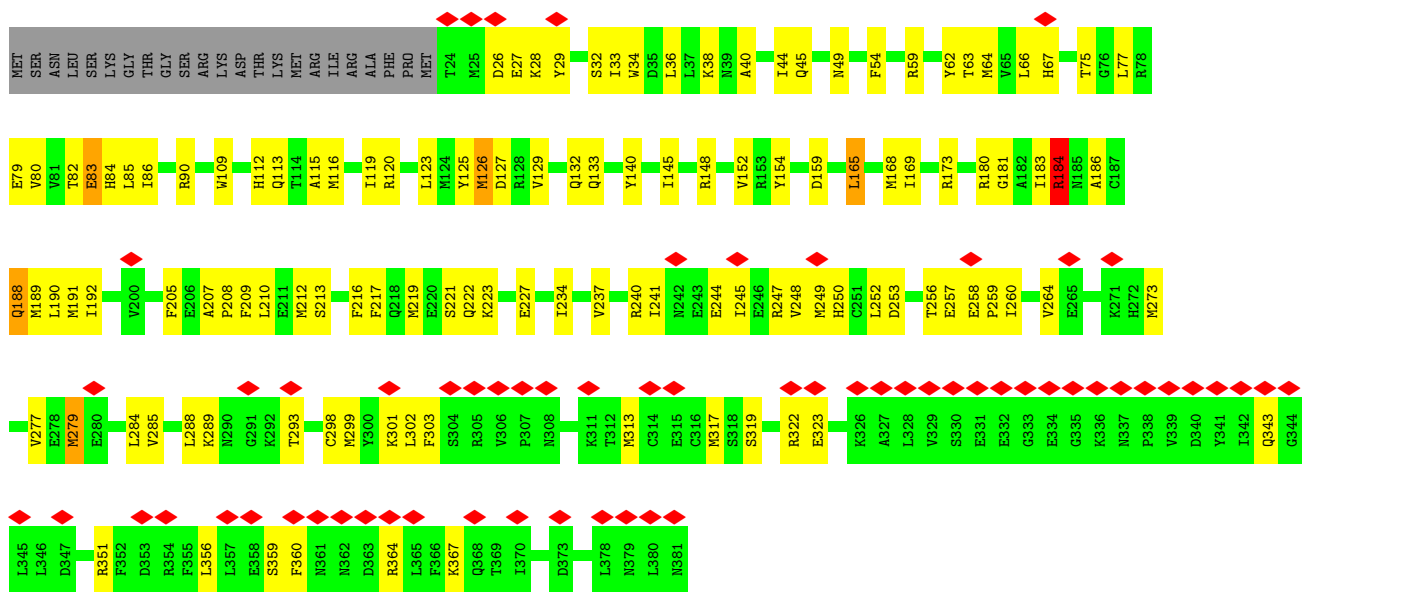 MET SER ASN LEU SER LYS GLY THR GLY SER ARG LYS ASP THR LYS MET ARG ILE ARG ALA PHE PRO MET T24 M25 D26 E27 K28 Y29 S32 I33 W34 D35 L36 L37 K38 N39 A40 I44 Q45 N49 F54 R59 Y62 T63 M64 V65 L66 H67 T75 G76 L77 R78
E79 V80 V81 T82 E83 H84 L85 I86 R90 W109 H112 Q113 T114 A115 M116 I119 R120 L123 M124 Y125 M126 D127 R128 V129 Q132 Q133 Y140 I145 R148 V152 R153 Y154 D159 L165 M168 I169 R173 R180 G181 A182 I183 R184 N185 A186 C187
Q188 M189 L190 M191 I192 V200 F205 E206 A207 P208 F209 L210 E211 M212 S213 F216 F217 Q218 M219 E220 S221 Q222 K223 E227 I234 V237 R240 I241 N242 E243 E244 I245 E246 R247 V248 M249 H250 C251 L252 D253 T256 E257 E258 P259 I260 V264 E265 K271 H272 M273
V277 E278 M279 E280 L284 V285 L288 K289 N290 G291 K292 T293 C298 M299 Y300 K301 L302 F303 S304 R305 V306 P307 N308 K311 T312 M313 C314 E315 C316 M317 S318 S319 R322 E323 K326 A327 L328 V329 S330 E331 E332 G333 E334 G335 K336 N337 P338 V339 D340 Y341 I342 Q343 G344
L345 L346 D347 R351 F352 D353 R354 F355 L356 L357 E358 S359 F360 N361 N362 D363 R364 L365 F366 K367 Q368 T369 I370 D373 L378 N379 L380 N381